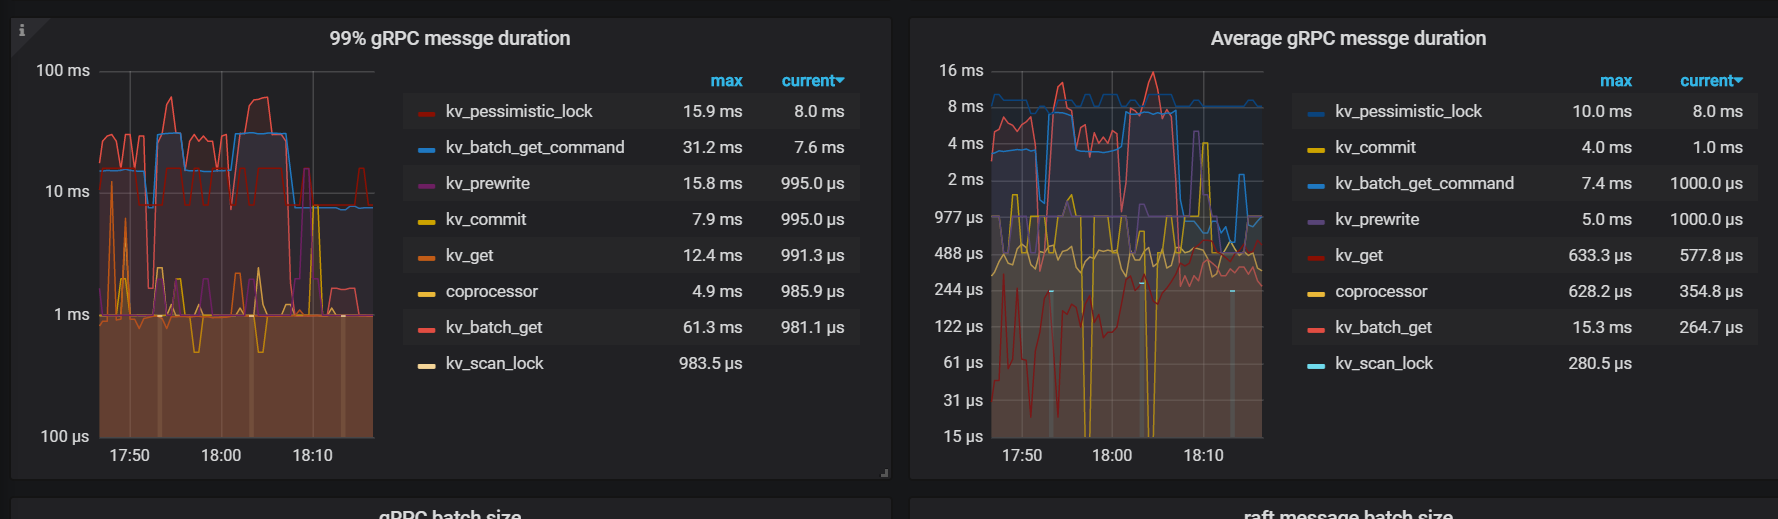 99% gRPC messge duration
100 ms
10 ms
1 ms
100 µs
17:50 18:00 18:10
max current
kv_pessimistic_lock 15.9 ms 8.0 ms
kv_batch_get_command 31.2 ms 7.6 ms
kv_prewrite 15.8 ms 995.0 µs
kv_commit 7.9 ms 995.0 µs
kv_get 12.4 ms 991.3 µs
coprocessor 4.9 ms 985.9 µs
kv_batch_get 61.3 ms 981.1 µs
kv_scan_lock 983.5 µs
Average gRPC messge duration
16 ms
8 ms
4 ms
2 ms
977 µs
488 µs
244 µs
122 µs
61 µs
31 µs
15 µs
17:50 18:00 18:10
max current
kv_pessimistic_lock 10.0 ms 8.0 ms
kv_commit 4.0 ms 1.0 ms
kv_batch_get_command 7.4 ms 1000.0 µs
kv_prewrite 5.0 ms 1000.0 µs
kv_get 633.3 µs 577.8 µs
coprocessor 628.2 µs 354.8 µs
kv_batch_get 15.3 ms 264.7 µs
kv_scan_lock 280.5 µs
gRPC batch size
raft message batch size